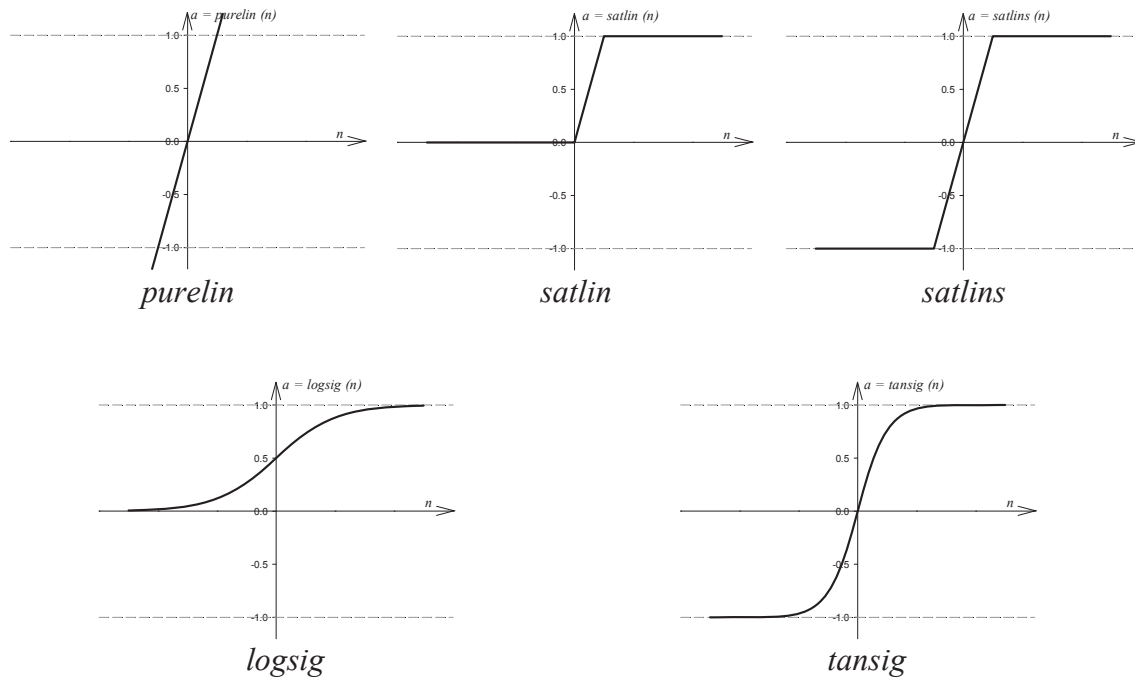 a = purelin (n)
1.0
0.5
n
0.0
-0.5
-1.0
purelin
a = satlin (n)
1.0
0.5
n
0.0
-0.5
-1.0
satlin
a = satlins (n)
1.0
0.5
n
0.0
-0.5
-1.0
satlins
a = logsig (n)
1.0
0.5
n
0.0
-0.5
-1.0
logsig
a = tansig (n)
1.0
0.5
n
0.0
-0.5
-1.0
tansig